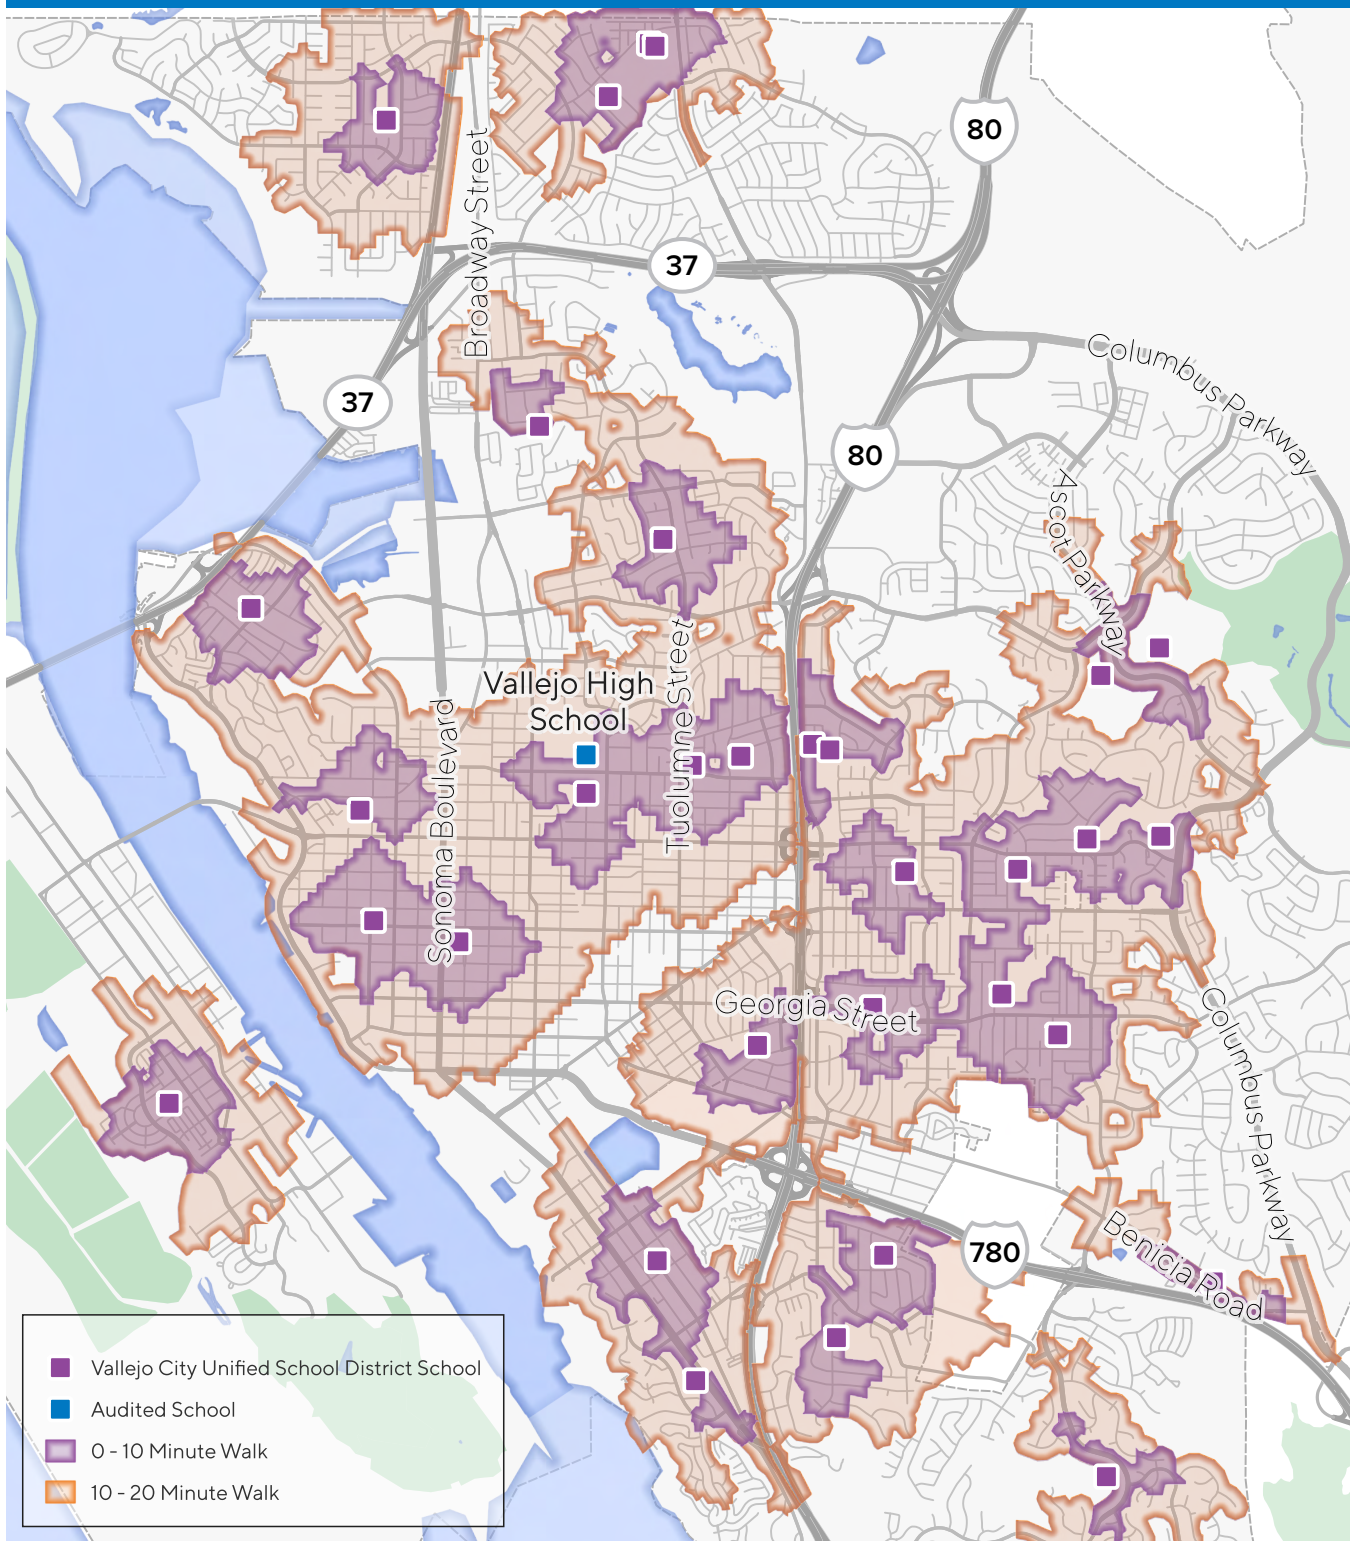 80
Broadway Street
37
Columbus Parkway
37
80
Ascot Parkway
Vallejo High
School
Tuolumne Street
Sonoma Boulevard
Georgia Street
Columbus Parkway
Benicia Road
780
Vallejo City Unified School District School
Audited School
0 - 10 Minute Walk
10 - 20 Minute Walk